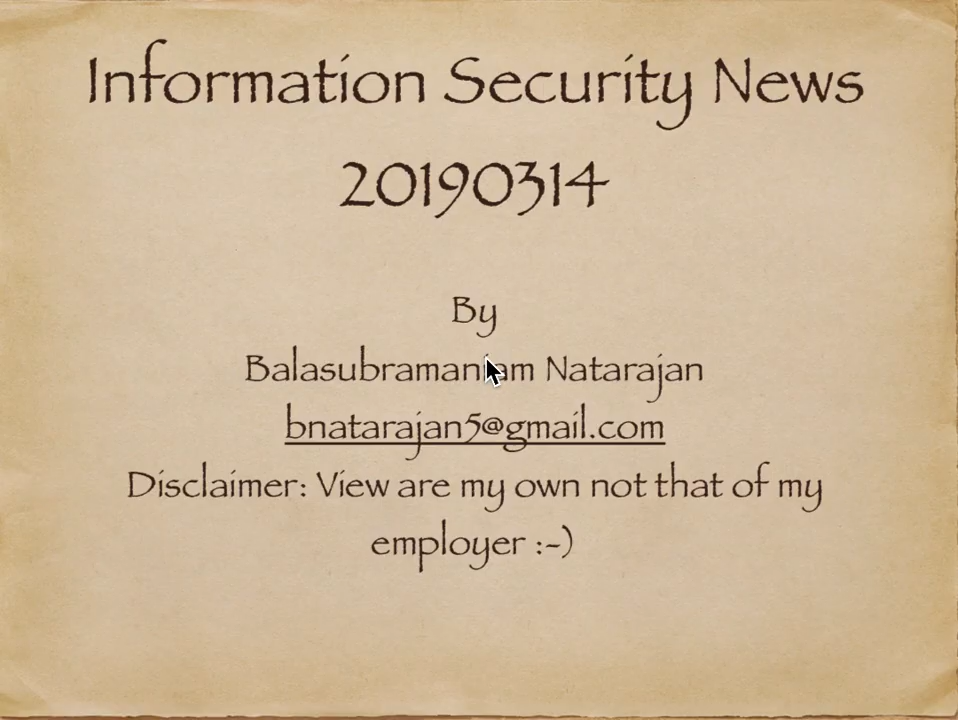 Information Security News
20190314
By
Balasubramaniam Natarajan
bnatarajan5@gmail.com
Disclaimer: View are my own not that of my
employer :-)